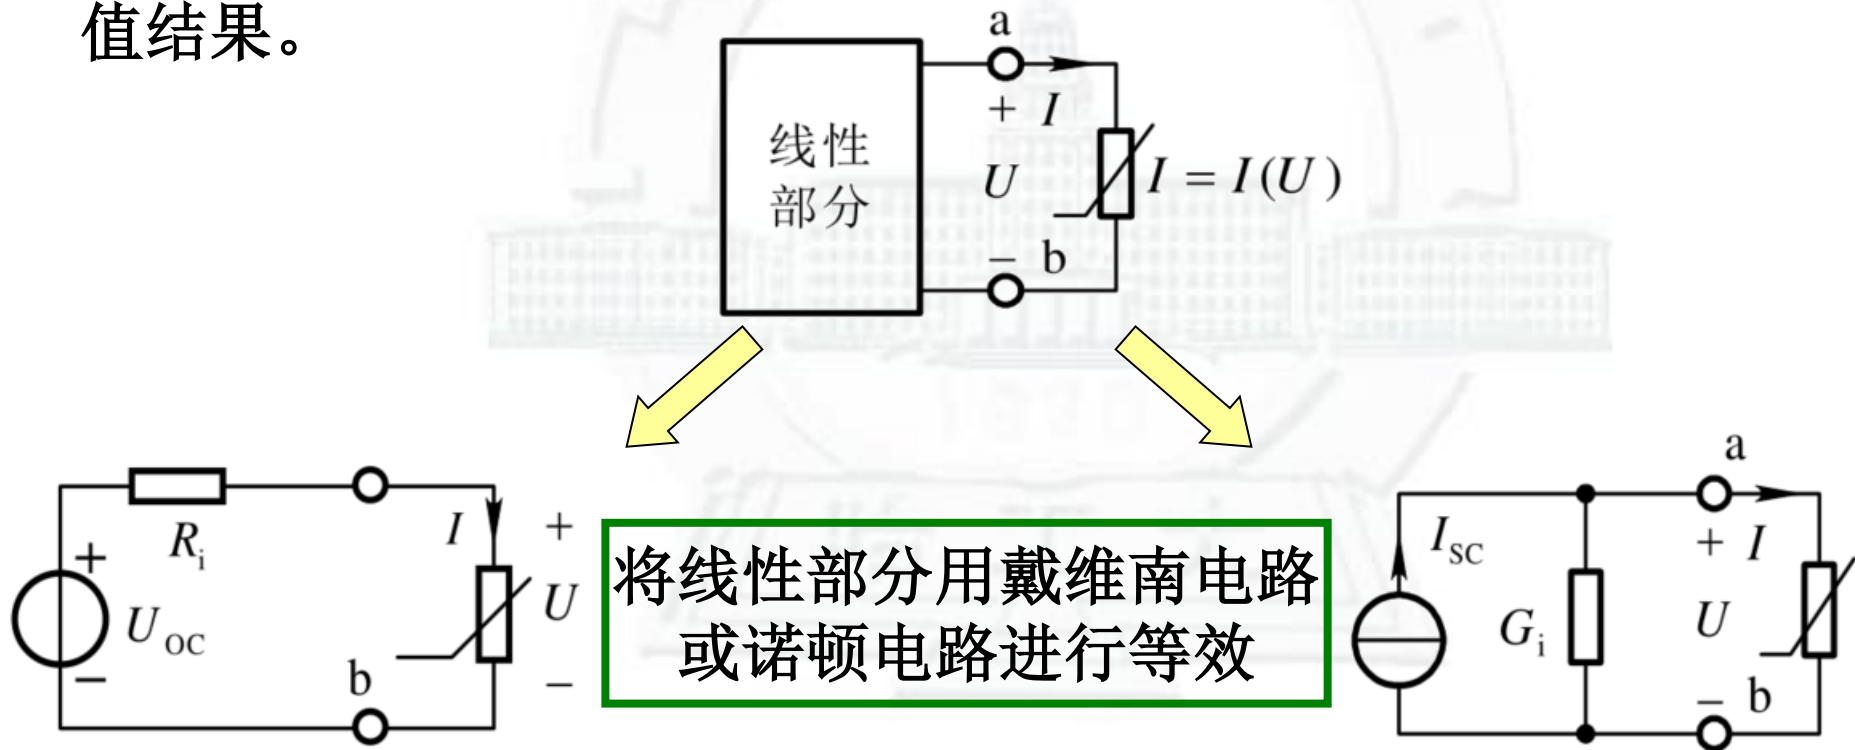 值结果。
a
+ I
线性
部分
U
I = I(U)
− b
R_i
I
+
+
U_OC
U
−
b
−
将线性部分用戴维南电路
或诺顿电路进行等效
a
I_SC
+ I
G_i
U
− b